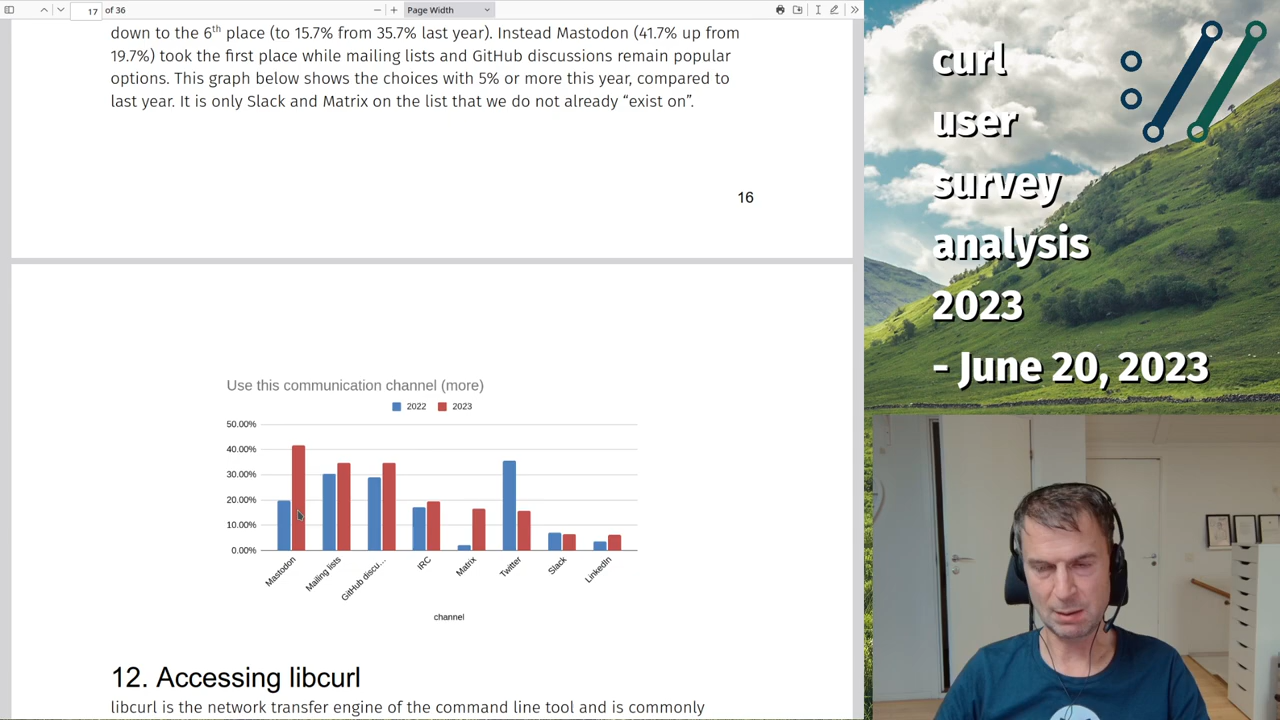 17 of 36
Page Width
down to the 6th place (to 15.7% from 35.7% last year). Instead Mastodon (41.7% up from
19.7%) took the first place while mailing lists and GitHub discussions remain popular
options. This graph below shows the choices with 5% or more this year, compared to
last year. It is only Slack and Matrix on the list that we do not already “exist on”.
16
Use this communication channel (more)
2022 2023
50.00%
40.00%
30.00%
20.00%
10.00%
0.00%
Mastodon
Mailing lists
GitHub discu...
IRC
Matrix
Twitter
Slack
LinkedIn
channel
12. Accessing libcurl
libcurl is the network transfer engine of the command line tool and is commonly
curl
user
survey
analysis
2023
- June 20, 2023